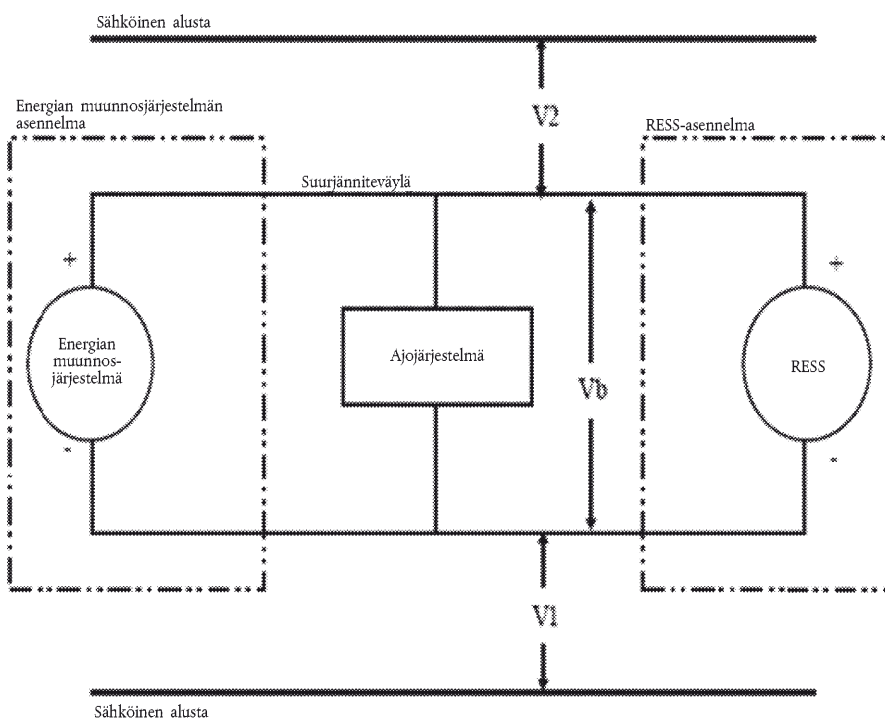 Sähköinen alusta
Energian muunnosjärjestelmän
asennelma
V2
RESS-asennelma
Suurjänniteväylä
+
+
Energian
muunnos-
järjestelmä
Ajojärjestelmä
Vb
RESS
-
-
V1
Sähköinen alusta